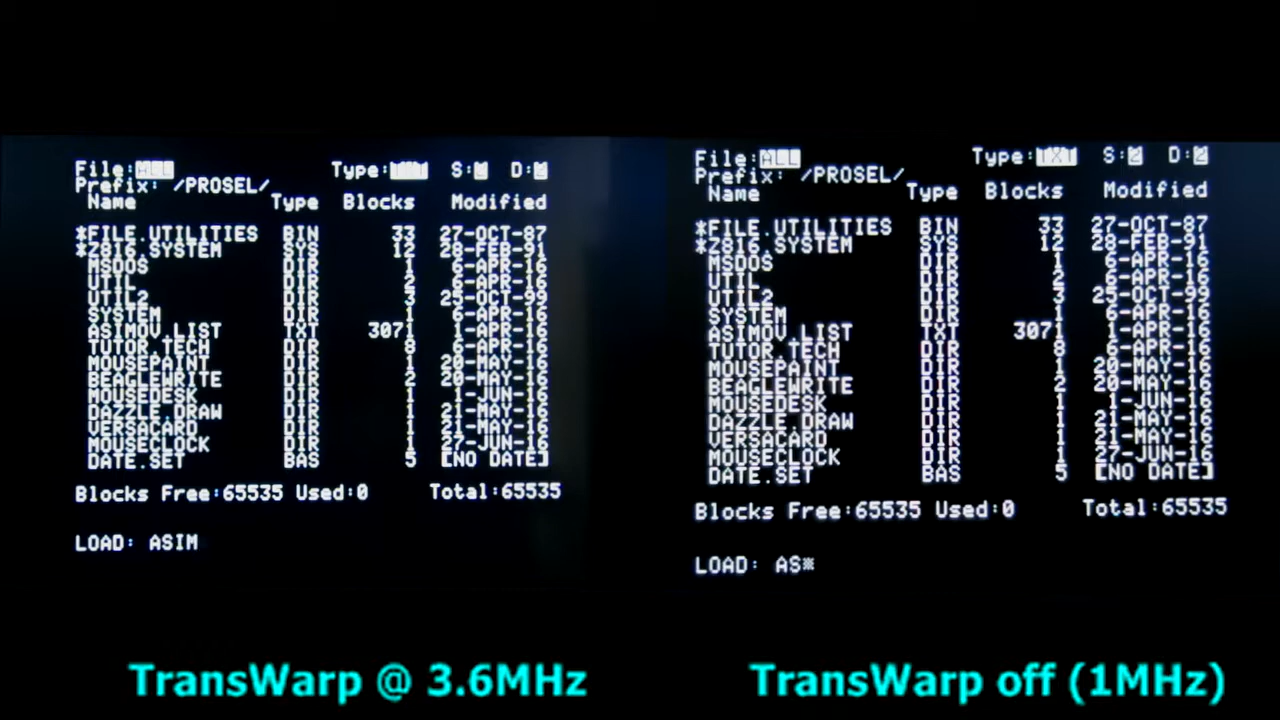 File:ALL Type:TXT S:2 D:2
Prefix: /PROSEL/
Name Type Blocks Modified
*FILE.UTILITIES BIN 33 27-OCT-87
*Z816.SYSTEM SYS 12 28-FEB-91
MSDOS DIR 1 6-APR-16
UTIL DIR 2 6-APR-16
UTIL2 DIR 3 25-OCT-99
SYSTEM DIR 1 6-APR-16
ASIMOV.LIST TXT 3071 1-APR-16
TUTOR.TECH DIR 8 6-APR-16
MOUSEPAINT DIR 1 20-MAY-16
BEAGLEWRITE DIR 2 20-MAY-16
MOUSEDESK DIR 1 1-JUN-16
DAZZLE.DRAW DIR 1 21-MAY-16
VERSACARD DIR 1 21-MAY-16
MOUSECLOCK DIR 1 27-JUN-16
DATE.SET BAS 5 [NO DATE]
Blocks Free:65535 Used:0 Total:65535
LOAD: ASIM
TransWarp @ 3.6MHz
File:ALL Type:TXT S:2 D:2
Prefix: /PROSEL/
Name Type Blocks Modified
*FILE.UTILITIES BIN 33 27-OCT-87
*Z816.SYSTEM SYS 12 28-FEB-91
MSDOS DIR 1 6-APR-16
UTIL DIR 2 6-APR-16
UTIL2 DIR 3 25-OCT-99
SYSTEM DIR 1 6-APR-16
ASIMOV.LIST TXT 3071 1-APR-16
TUTOR.TECH DIR 8 6-APR-16
MOUSEPAINT DIR 1 20-MAY-16
BEAGLEWRITE DIR 2 20-MAY-16
MOUSEDESK DIR 1 1-JUN-16
DAZZLE.DRAW DIR 1 21-MAY-16
VERSACARD DIR 1 21-MAY-16
MOUSECLOCK DIR 1 27-JUN-16
DATE.SET BAS 5 [NO DATE]
Blocks Free:65535 Used:0 Total:65535
LOAD: AS
TransWarp off (1MHz)